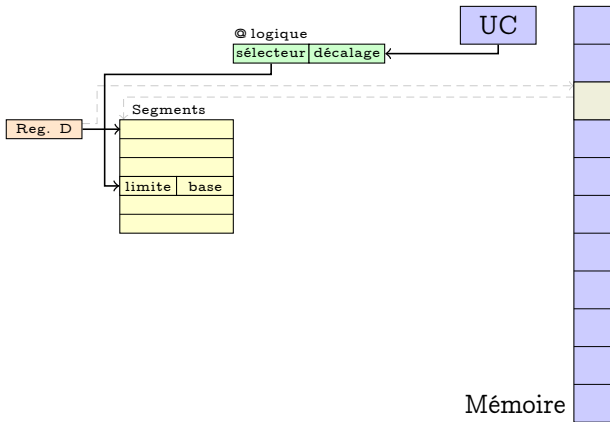 UC
@ logique
sélecteur décalage
Segments
Reg. D
limite base
Mémoire